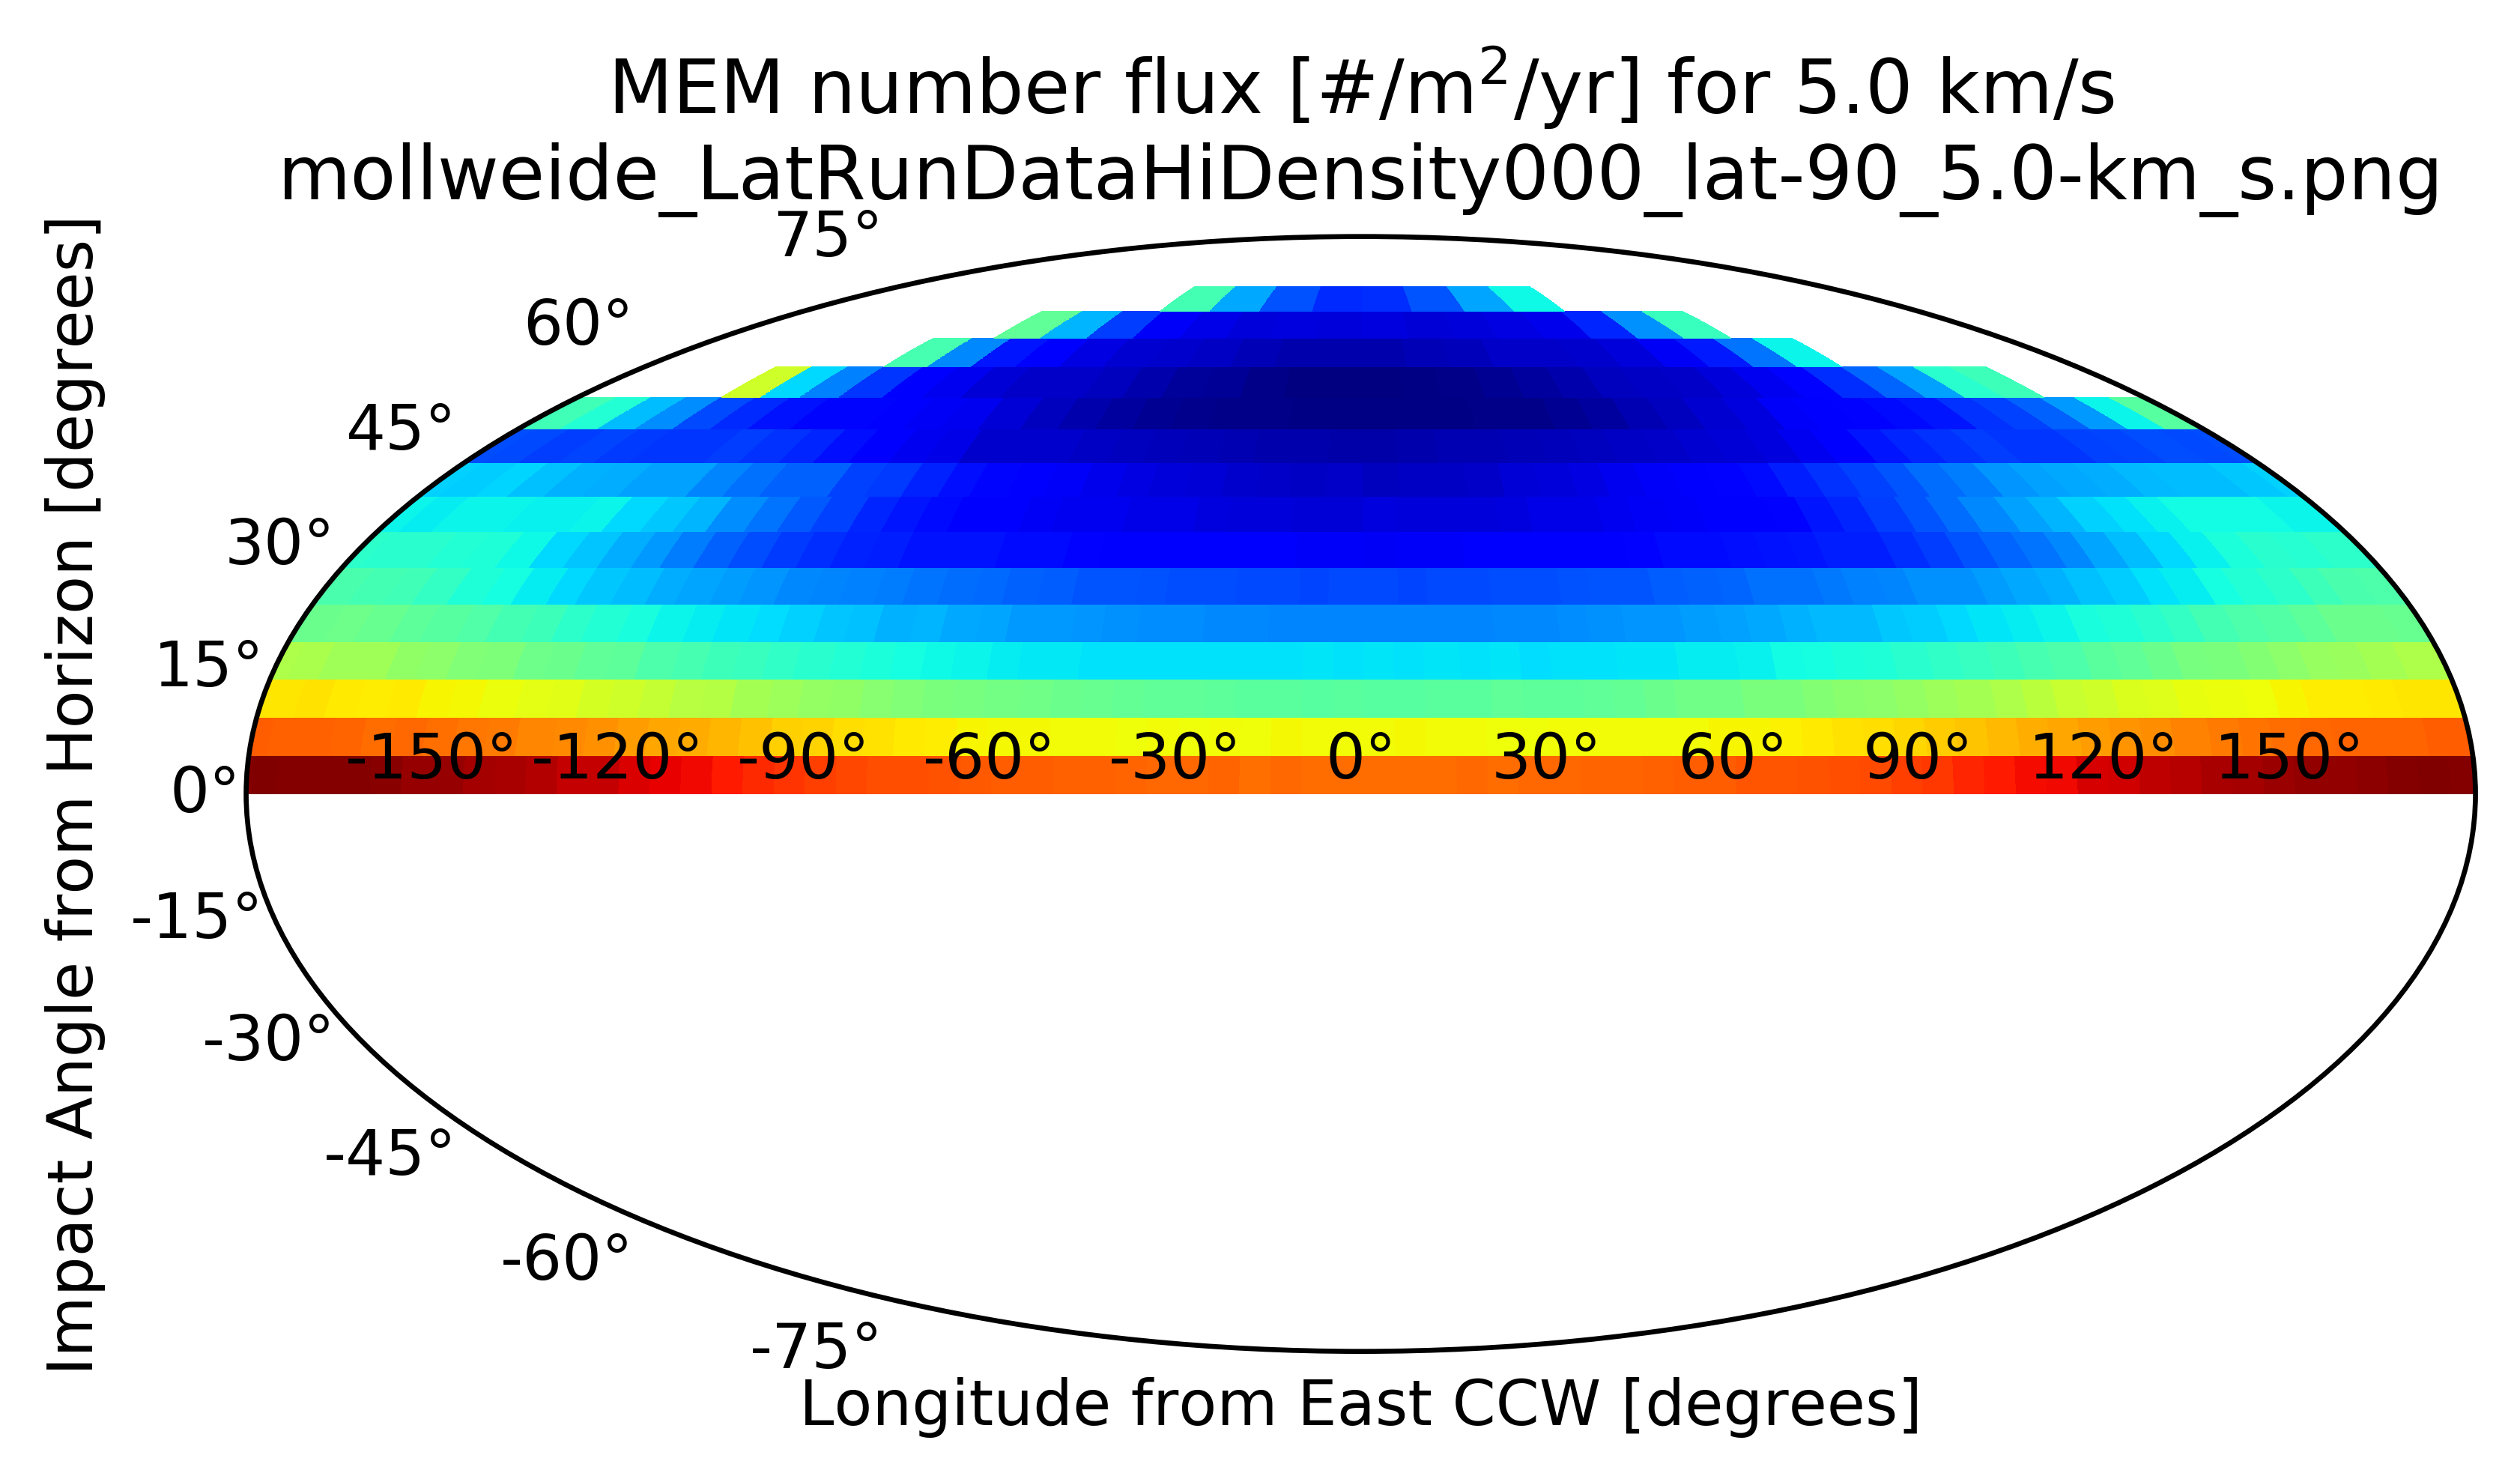 MEM number flux [#/m²/yr] for 5.0 km/s
mollweide_LatRunDataHiDensity000_lat-90_5.0-km_s.png
75°
60°
45°
30°
15°
0°
-15°
-30°
-45°
-60°
-75°
-150° -120° -90° -60° -30° 0° 30° 60° 90° 120° 150°
Impact Angle from Horizon [degrees]
Longitude from East CCW [degrees]